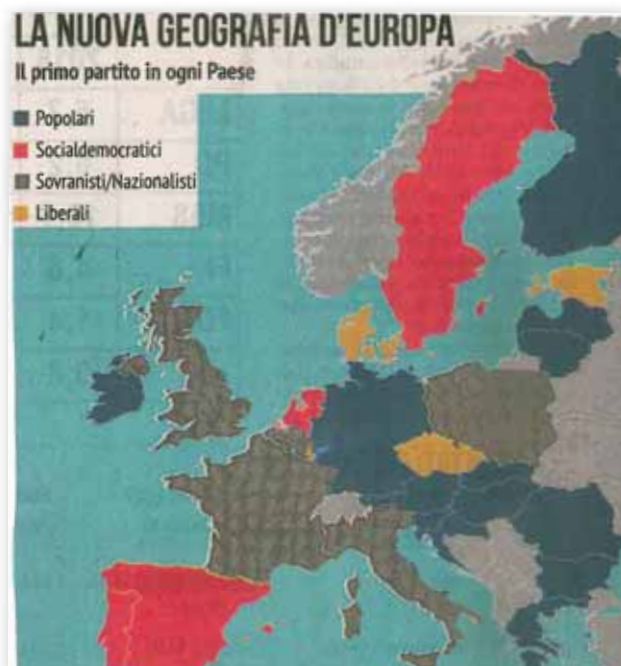 LA NUOVA GEOGRAFIA D'EUROPA
Il primo partito in ogni Paese
Popolari
Socialdemocratici
Sovranisti/Nazionalisti
Liberali